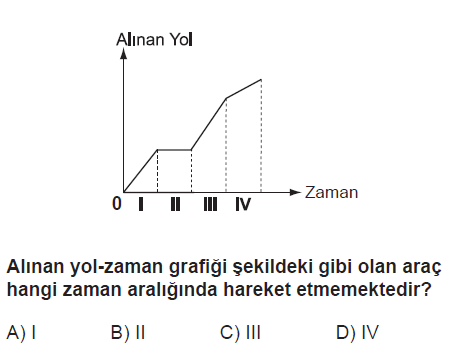 Alınan Yol
Zaman
0 I II III IV
Alınan yol-zaman grafiği şekildeki gibi olan araç
hangi zaman aralığında hareket etmemektedir?
A) I B) II C) III D) IV